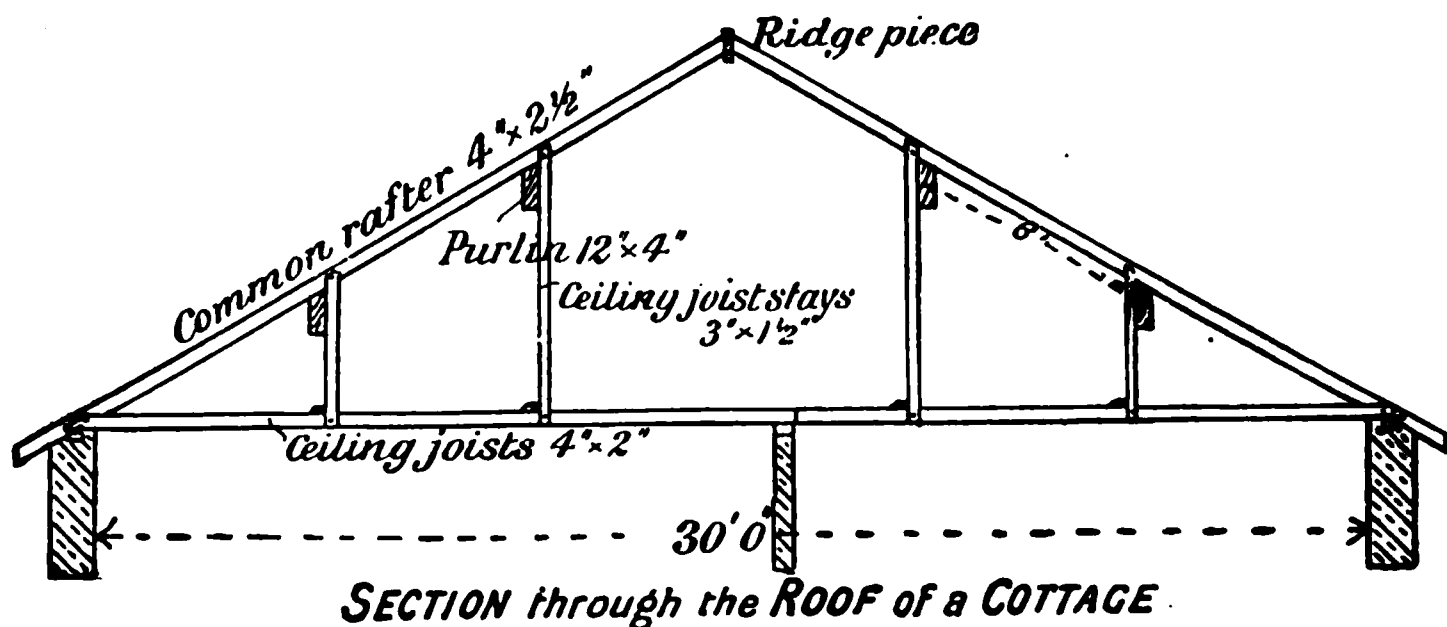 Ridge piece
Common rafter 4"×2½"
Purlin 12"×4"
Ceiling joist stays
3"×1½"
Ceiling joists 4"×2"
30'0"
SECTION through the ROOF of a COTTAGE